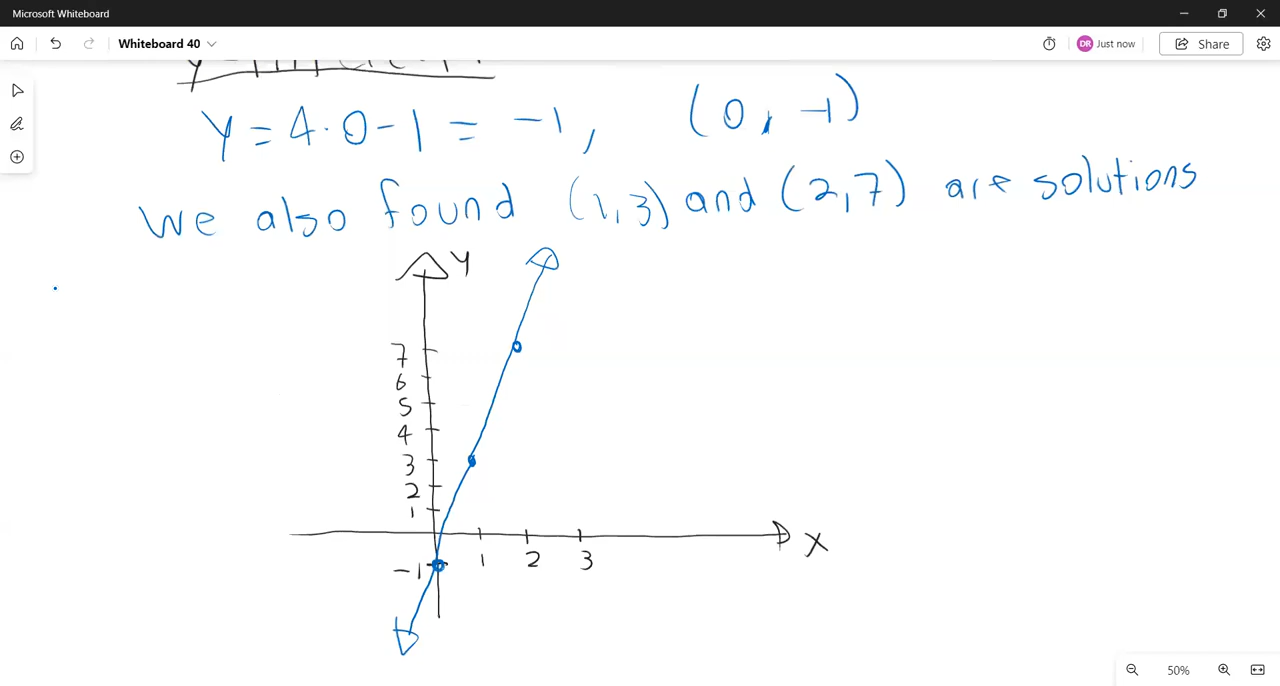 Microsoft Whiteboard
Whiteboard 40
DR Just now
Share
y = 4·0-1 = -1, (0, -1)
we also found (1,3) and (2,7) are solutions
y
7
6
5
4
3
2
1
1 2 3
x
-1
50%